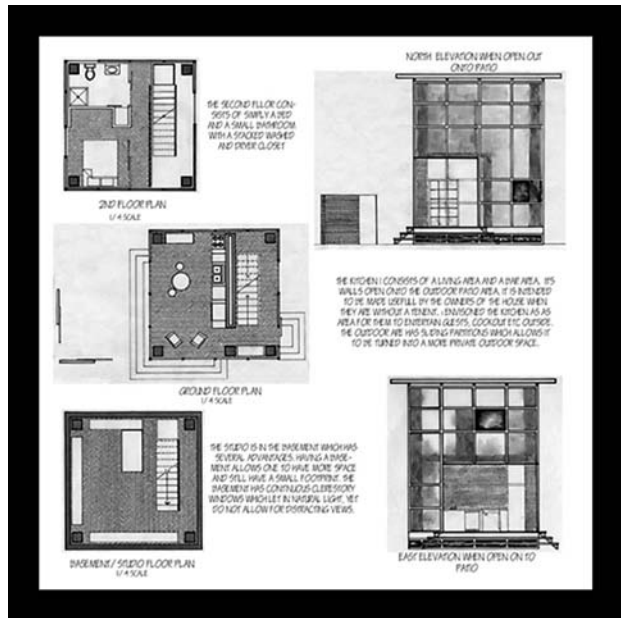 NORTH ELEVATION WHEN OPEN OUT
ONTO PATIO
THE SECOND FLLOR CON-
SISTS OF SIMPLY A BED
AND A SMALL BATHROOM
WITH A STACKED WASHED
AND DRYER CLOSET
2ND FLOOR PLAN
1/4 SCALE
THE KITCHEN I CONSISTS OF A LIVING AREA AND A BAR AREA. IT'S
WALLS OPEN ONTO THE OUTDOOR PATIO AREA. IT IS INTENDED
TO BE MADE USEFULL BY THE OWNERS OF THE HOUSE WHEN
THEY ARE WITHOUT A TENENT. I ENVISIONED THE KITCHEN AS AS
AREA FOR THEM TO ENTERTAIN GUESTS, COOKOUT ETC OUTSIDE.
THE OUTDOOR ARE HAS SLIDING PARTITIONS WHICH ALLOWS IT
TO BE TURNED INTO A MORE PRIVATE OUTDOOR SPACE.
GROUND FLOOR PLAN
1/4 SCALE
THE STUDIO IS IN THE BASEMENT WHICH HAS
SEVERAL ADVANTAGES. HAVING A BASE-
MENT ALLOWS ONE TO HAVE MORE SPACE
AND STILL HAVE A SMALL FOOTPRINT. THE
BASEMENT HAS CONTINUOUS CLERESTORY
WINDOWS WHICH LET IN NATURAL LIGHT, YET
DO NOT ALLOW FOR DISTRACTING VIEWS.
BASEMENT/ STUDIO FLOOR PLAN
1/4 SCALE
EAST ELEVATION WHEN OPEN ON TO
PATIO